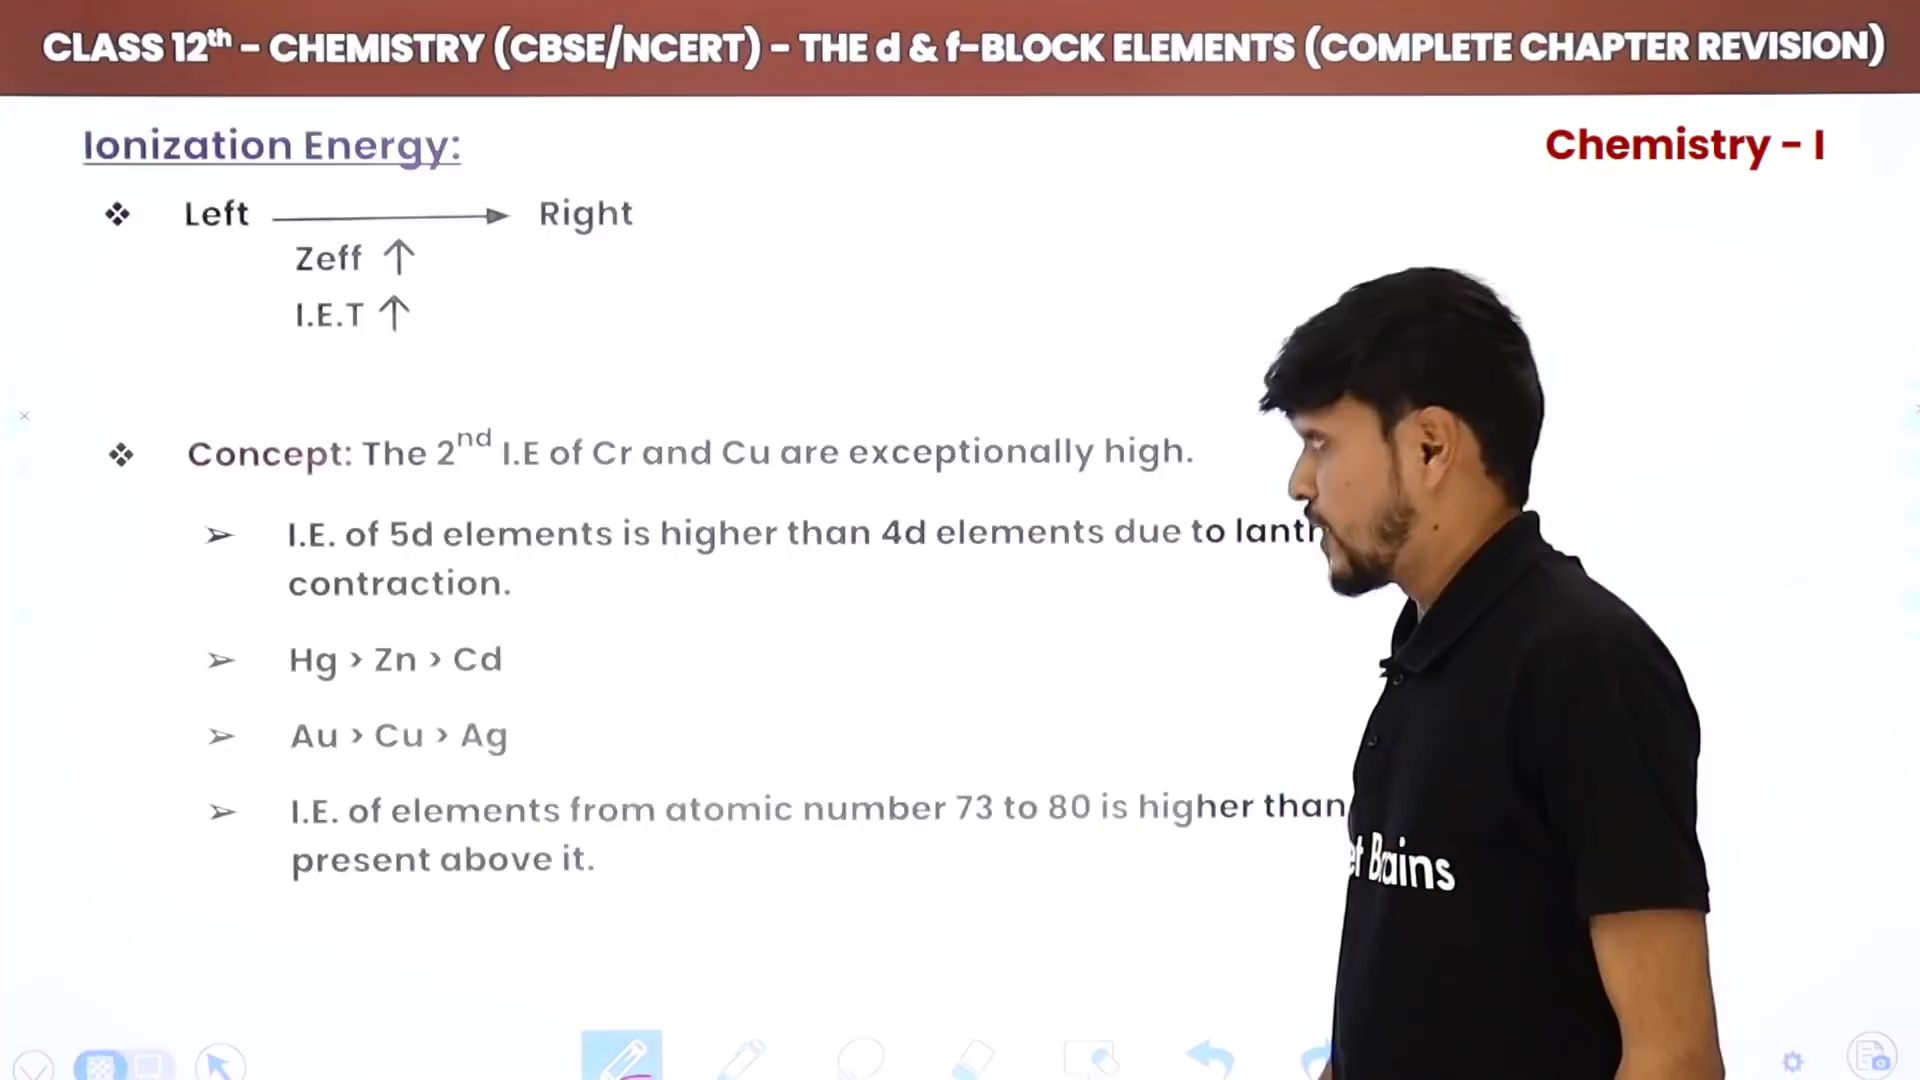 CLASS 12th - CHEMISTRY (CBSE/NCERT) - THE d & f-BLOCK ELEMENTS (COMPLETE CHAPTER REVISION)
Ionization Energy:
Chemistry - I
❖ Left → Right
Zeff ↑
I.E.T ↑
❖ Concept: The 2nd I.E of Cr and Cu are exceptionally high.
➢ I.E. of 5d elements is higher than 4d elements due to
contraction.
➢ Hg > Zn > Cd
➢ Au > Cu > Ag
➢ I.E. of elements from atomic number 73 to 80 is higher than
present above it.
Brains